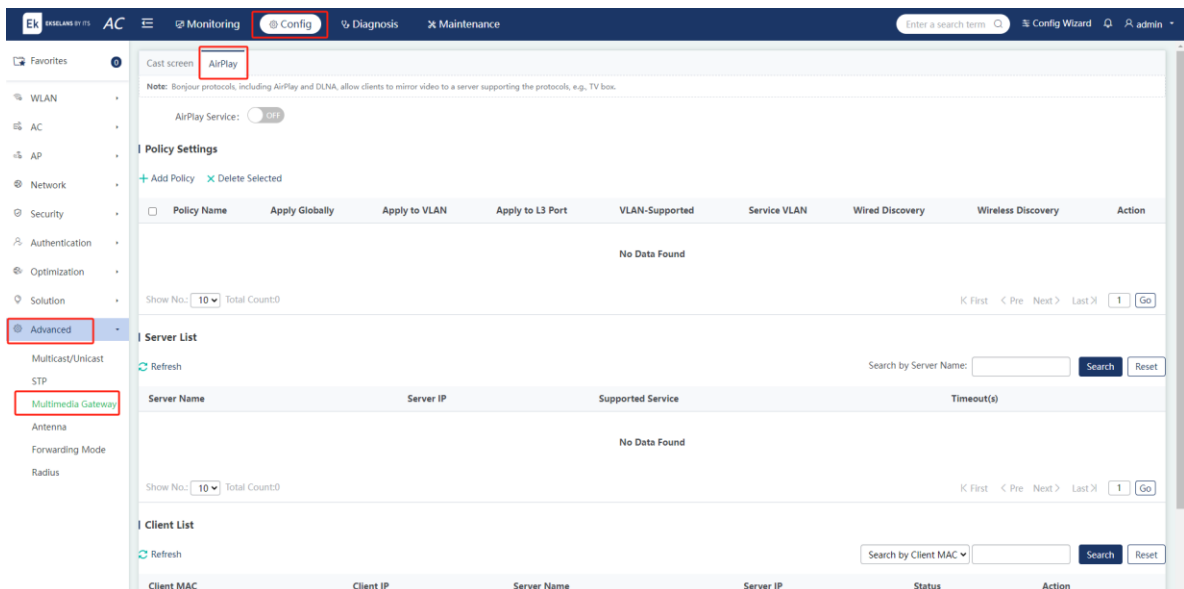 Ek EKSELANS BY ITS AC Monitoring Config Diagnosis Maintenance Enter a search term Config Wizard admin
Favorites 0
WLAN
AC
AP
Network
Security
Authentication
Optimization
Solution
Advanced
Multicast/Unicast
STP
Multimedia Gateway
Antenna
Forwarding Mode
Radius
Cast screen AirPlay
Note: Bonjour protocols, including AirPlay and DLNA, allow clients to mirror video to a server supporting the protocols, e.g., TV box.
AirPlay Service: OFF
Policy Settings
+ Add Policy × Delete Selected
Policy Name Apply Globally Apply to VLAN Apply to L3 Port VLAN-Supported Service VLAN Wired Discovery Wireless Discovery Action
No Data Found
Show No.: 10 Total Count:0 First Pre Next Last 1 Go
Server List
Refresh Search by Server Name: Search Reset
Server Name Server IP Supported Service Timeout(s)
No Data Found
Show No.: 10 Total Count:0 First Pre Next Last 1 Go
Client List
Refresh Search by Client MAC Search Reset
Client MAC Client IP Server Name Server IP Status Action